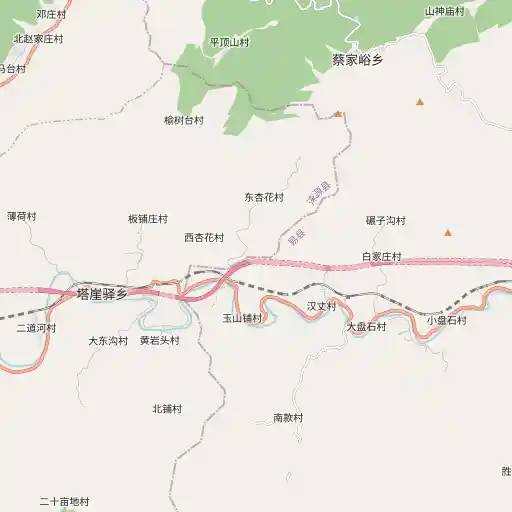 邓庄村
山神庙村
北赵家庄村
平顶山村
蔡家峪乡
马台村
榆树台村
涞源县
东杏花村
薄荷村
板铺庄村
碾子沟村
西杏花村
易县
白家庄村
塔崖驿乡
汉丈村
玉山铺村
小盘石村
二道河村
大盘石村
大东沟村
黄岩头村
北铺村
南款村
胜
二十亩地村